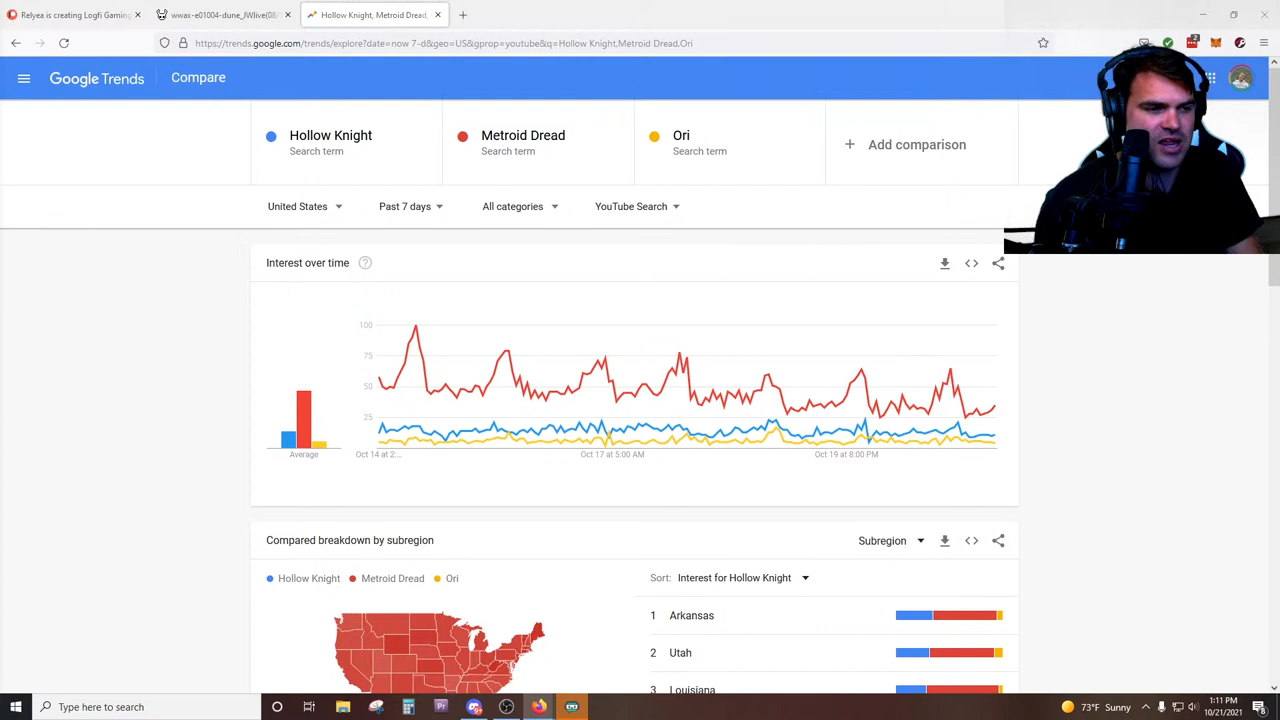 Relyea is creating Logfi Gaming
wwax-e01004-dune_JWlive(08/
Hollow Knight, Metroid Dread,
https://trends.google.com/trends/explore?date=now 7-d&geo=US&gprop=youtube&q=Hollow Knight,Metroid Dread,Ori
2
Google Trends
Compare
Hollow Knight
Search term
Metroid Dread
Search term
Ori
Search term
+ Add comparison
United States
Past 7 days
All categories
YouTube Search
Interest over time
100
75
50
25
Average
Oct 14 at 2:...
Oct 17 at 5:00 AM
Oct 19 at 8:00 PM
Compared breakdown by subregion
Subregion
Hollow Knight
Metroid Dread
Ori
Sort: Interest for Hollow Knight
1 Arkansas
2 Utah
3 Louisiana
Type here to search
Pr
73°F Sunny
1:11 PM
10/21/2021
8